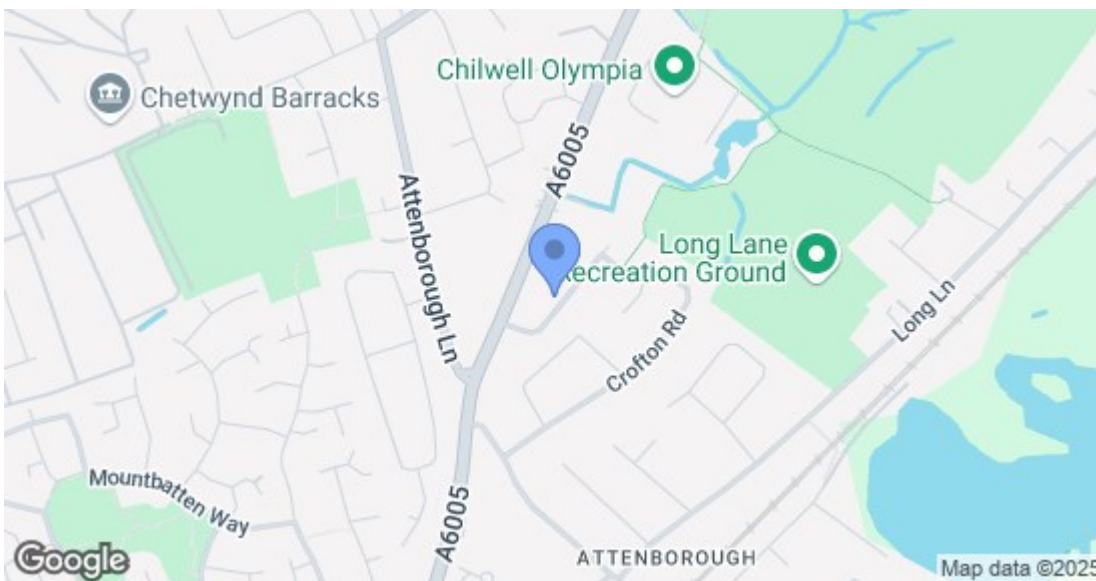 Chilwell Olympia
Chetwynd Barracks
A6005
Attenborough Ln
Long Lane
Recreation Ground
Long Ln
Crofton Rd
Mountbatten Way
A6005
ATTENBOROUGH
Google
Map data ©2025